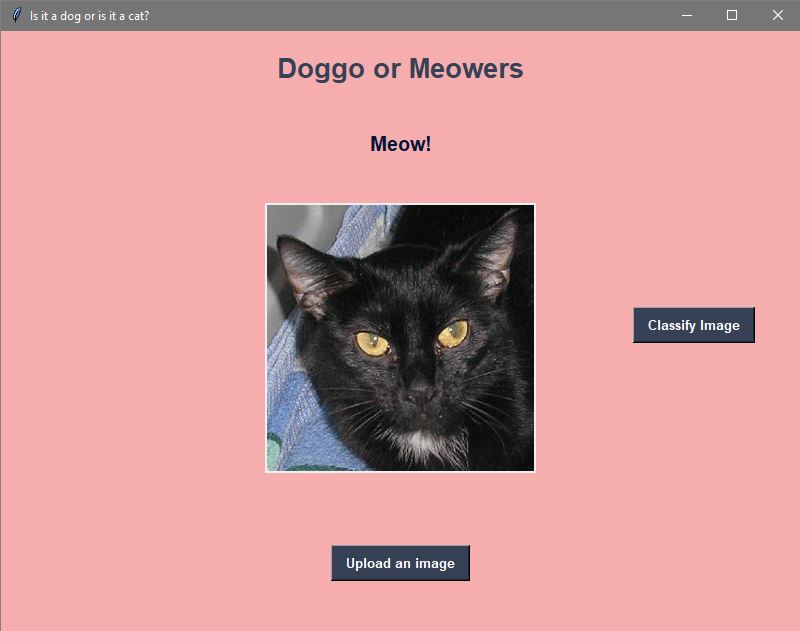 Is it a dog or is it a cat?
Doggo or Meowers
Meow!
Classify Image
Upload an image